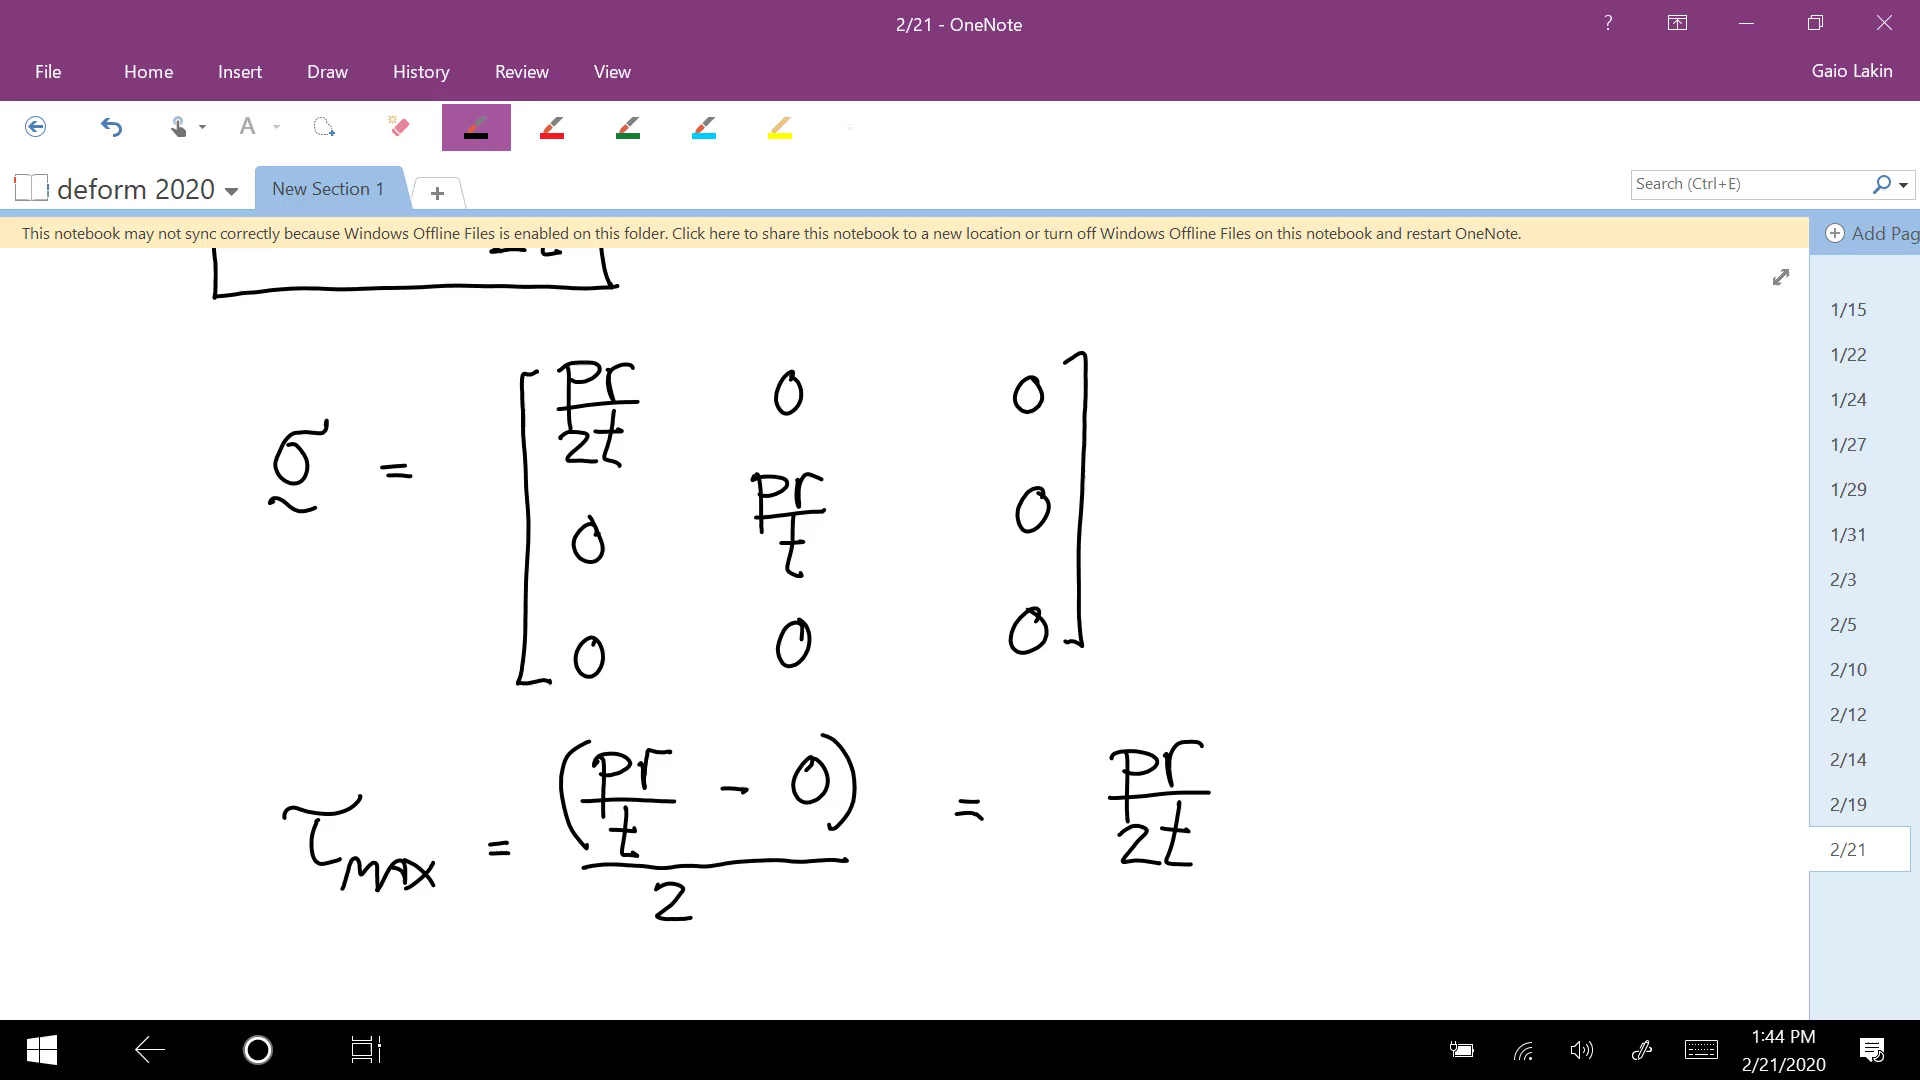 2/21 - OneNote
?
File Home Insert Draw History Review View
Gaio Lakin
A
deform 2020
New Section 1
+
Search (Ctrl+E)
This notebook may not sync correctly because Windows Offline Files is enabled on this folder. Click here to share this notebook to a new location or turn off Windows Offline Files on this notebook and restart OneNote.
Add Pag
σ = [ pr/2t 0 0
0 pr/t 0
0 0 0 ]
τmax = (pr/t - 0)/2 = pr/2t
1/15
1/22
1/24
1/27
1/29
1/31
2/3
2/5
2/10
2/12
2/14
2/19
2/21
1:44 PM
2/21/2020